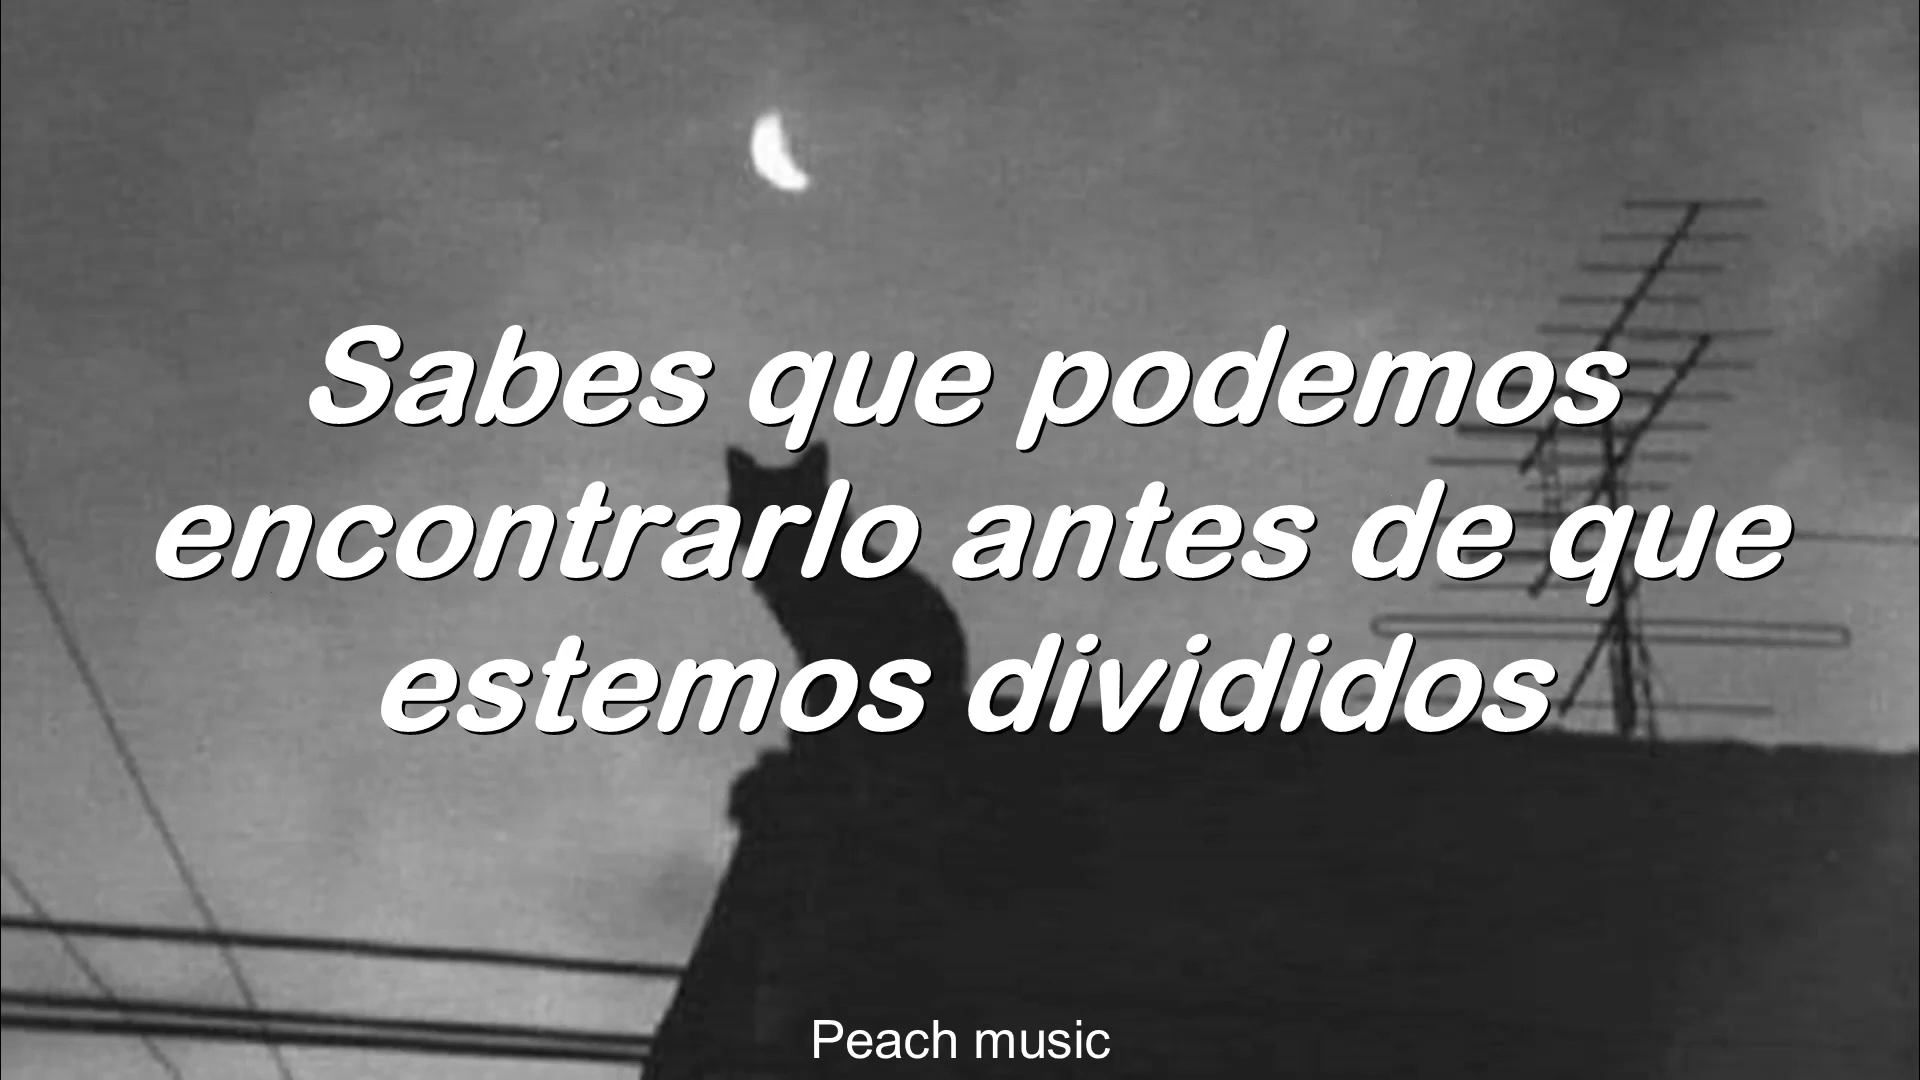 Sabes que podemos
encontrarlo antes de que
estemos divididos
Peach music